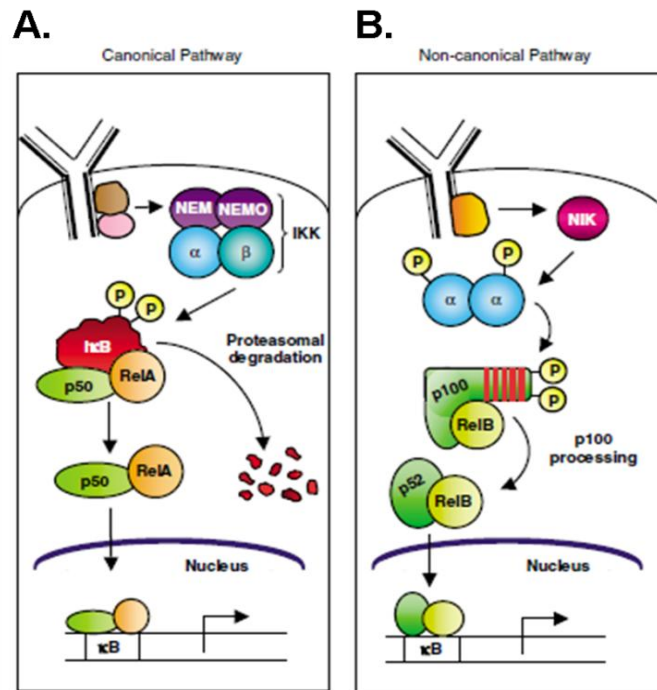 A.
Canonical Pathway
NEM
NEMO
IKK
α
β
P
P
IκB
p50
RelA
Proteasomal
degradation
p50
RelA
Nucleus
κB
B.
Non-canonical Pathway
NIK
P
P
α
α
p100
RelB
P
P
p100
processing
p52
RelB
Nucleus
κB